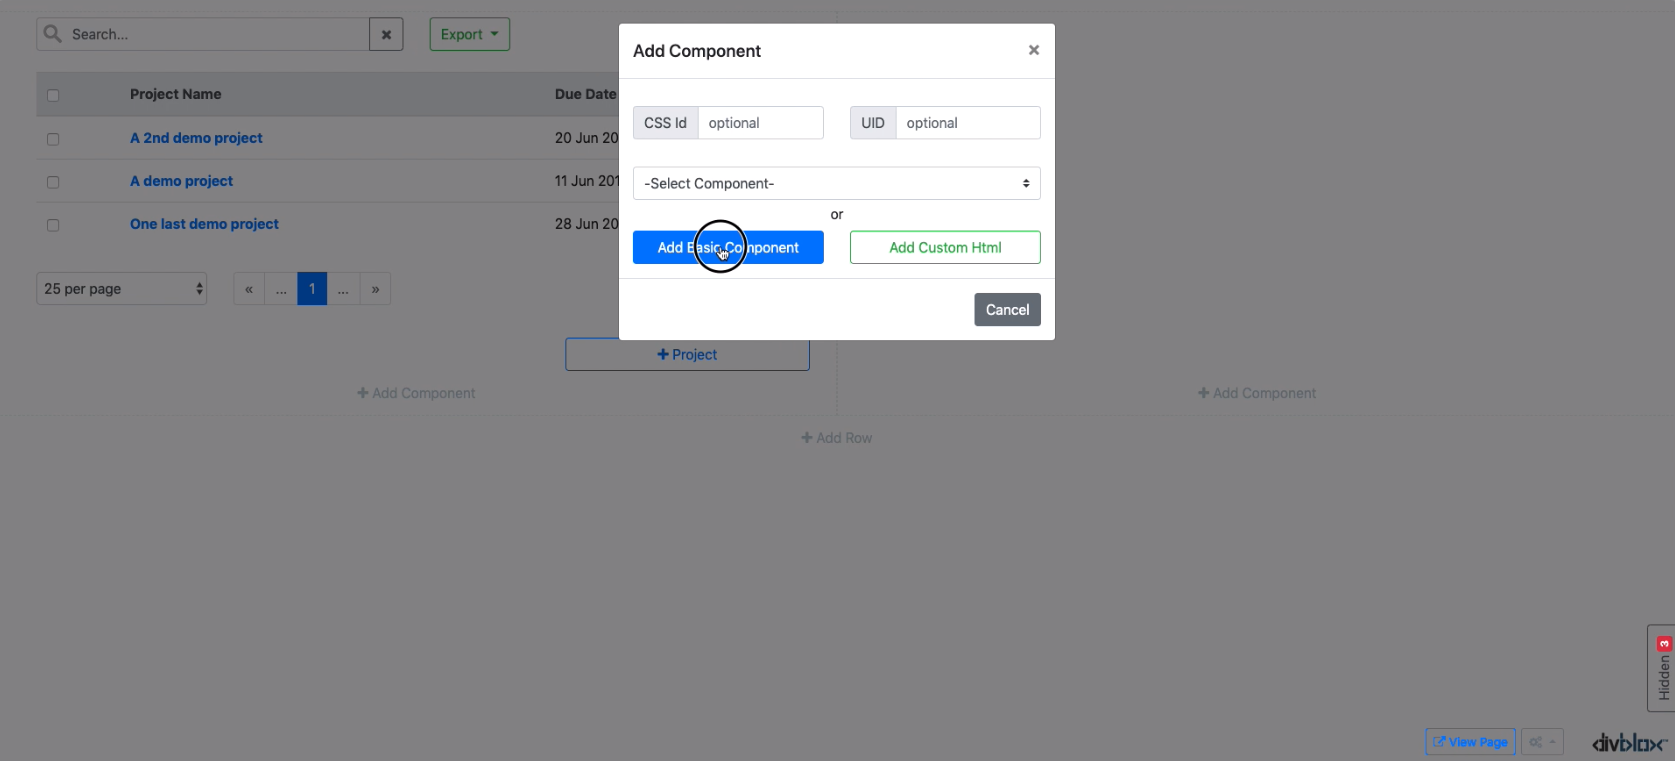 Search...
Export
Add Component
×
Project Name
Due Date
CSS Id optional
UID optional
A 2nd demo project
20 Jun 20
A demo project
11 Jun 201
-Select Component-
or
One last demo project
28 Jun 20
Add Basic Component
Add Custom Html
25 per page
« ... 1 ... »
Cancel
+ Project
+ Add Component
+ Add Component
+ Add Row
Hidden 3
View Page
divblox